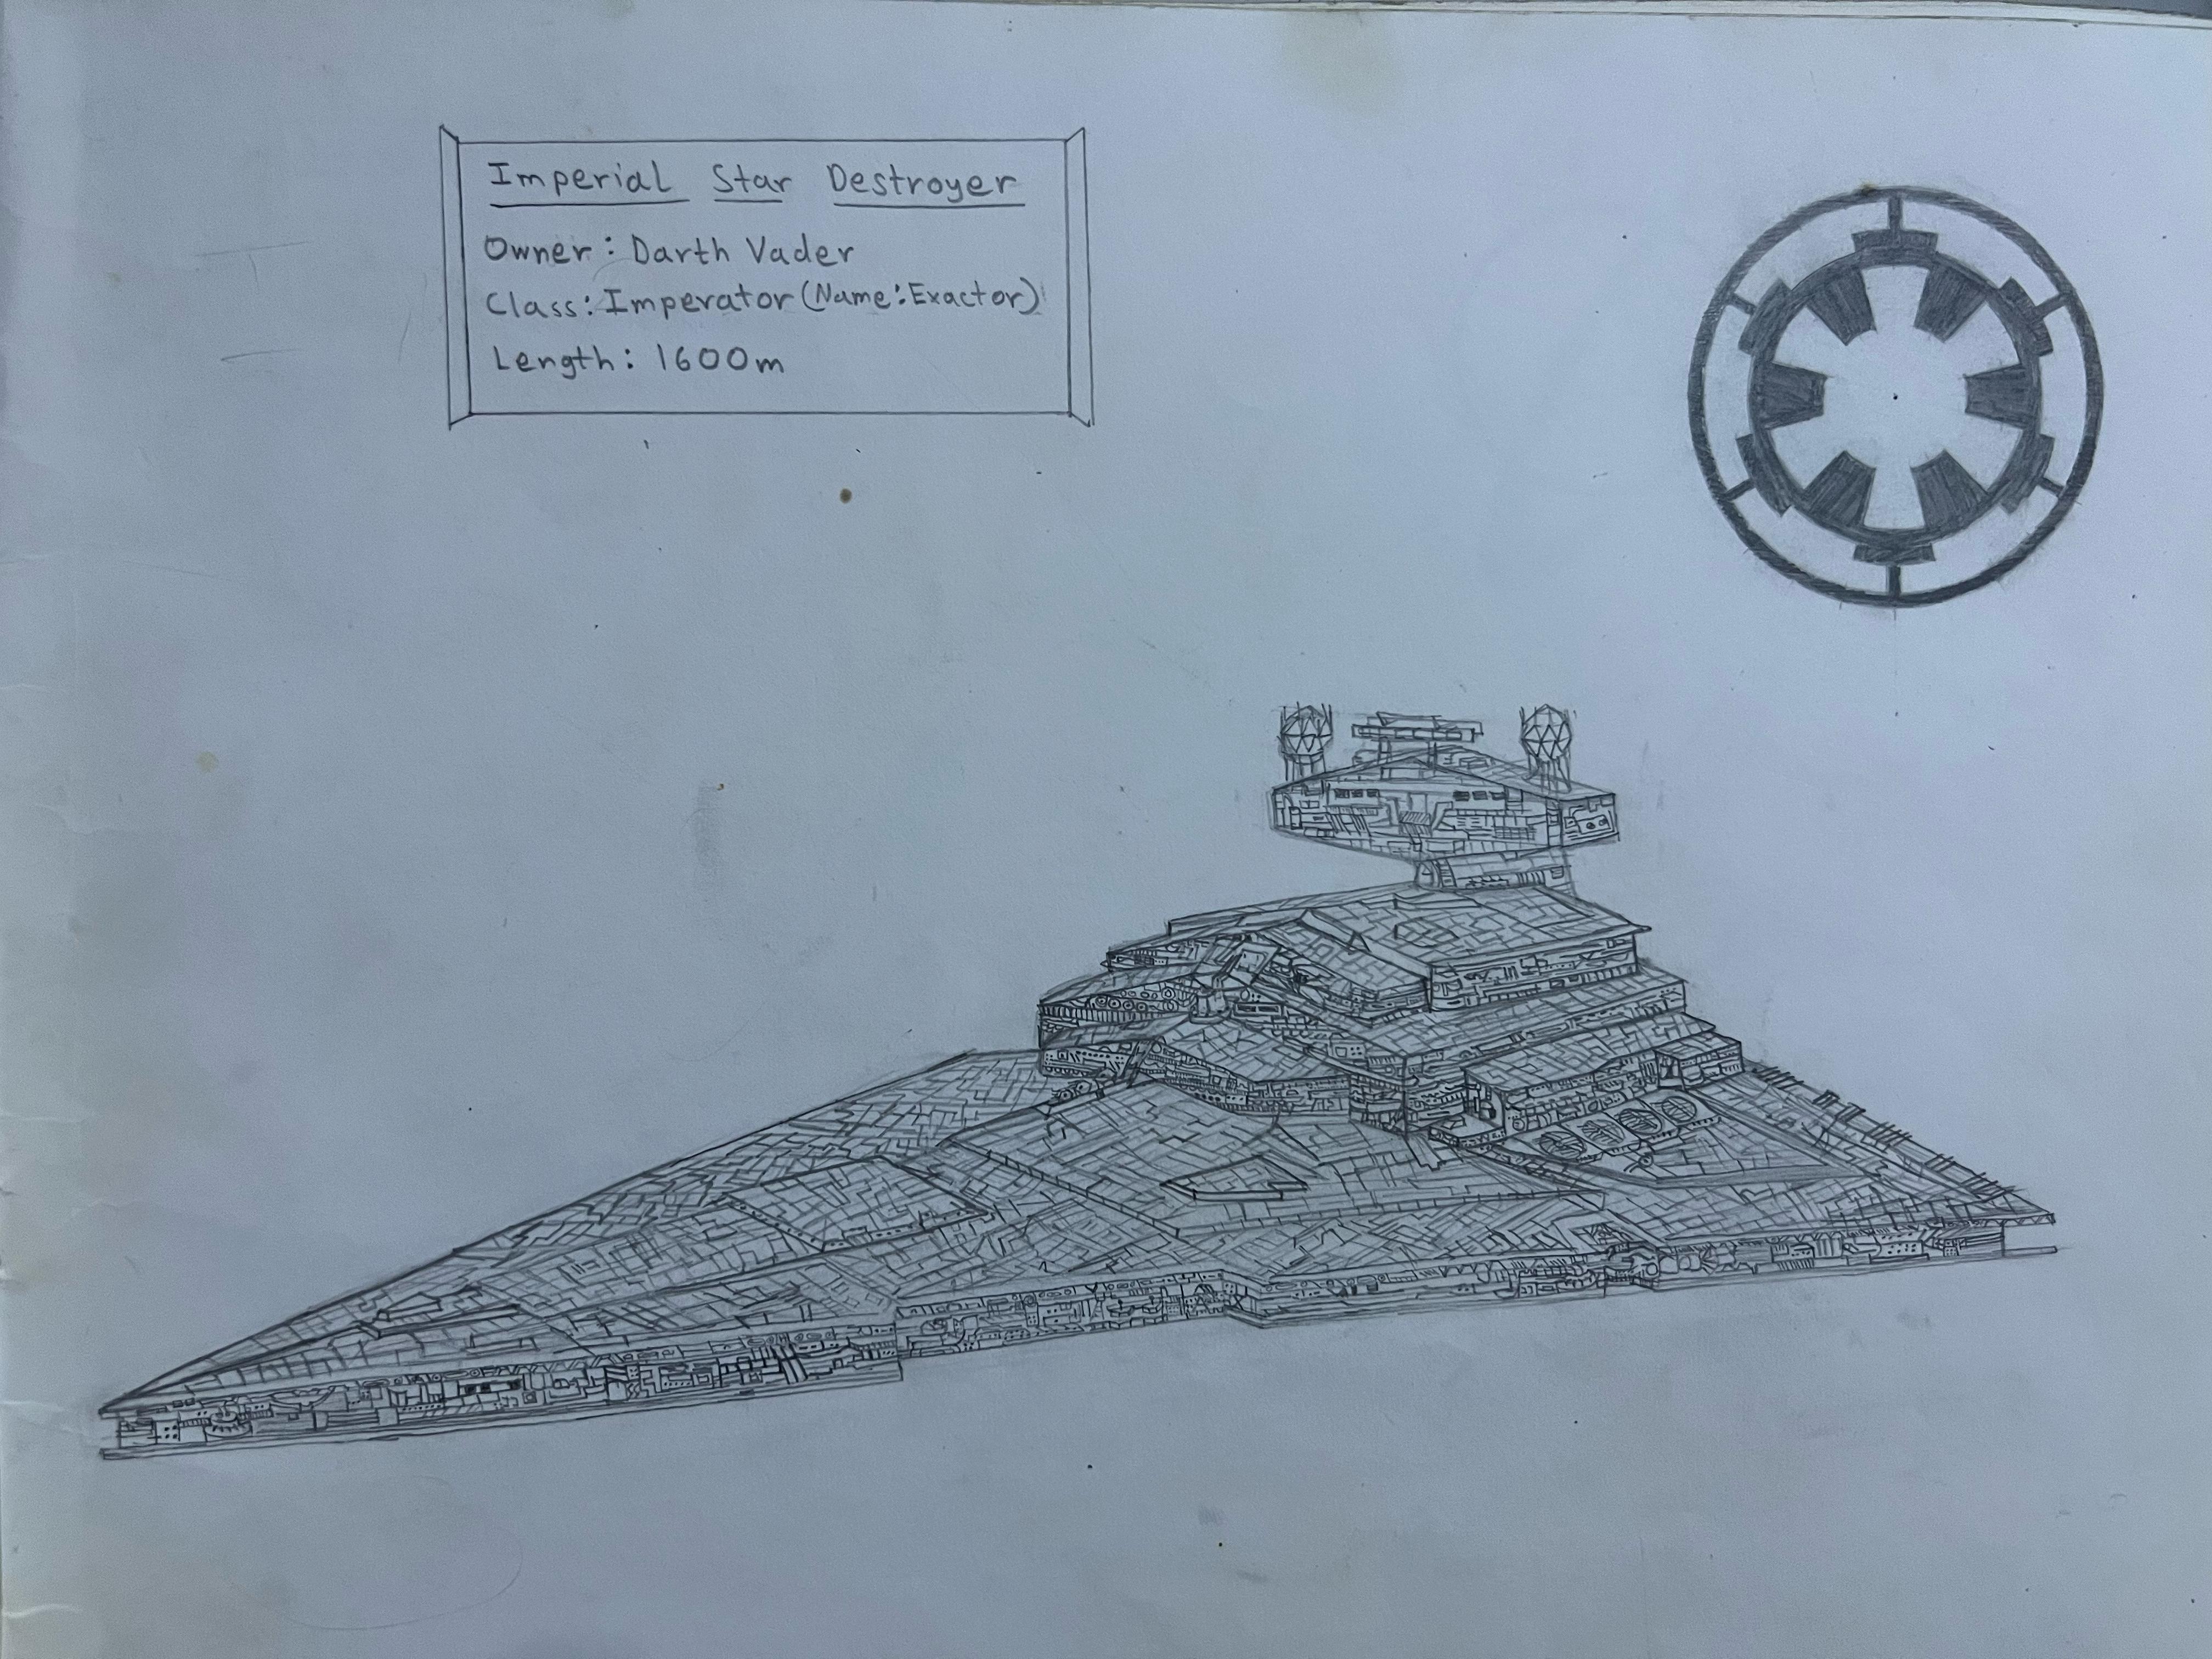 Imperial Star Destroyer
Owner: Darth Vader
Class: Imperator (Name: Exactor)
Length: 1600m